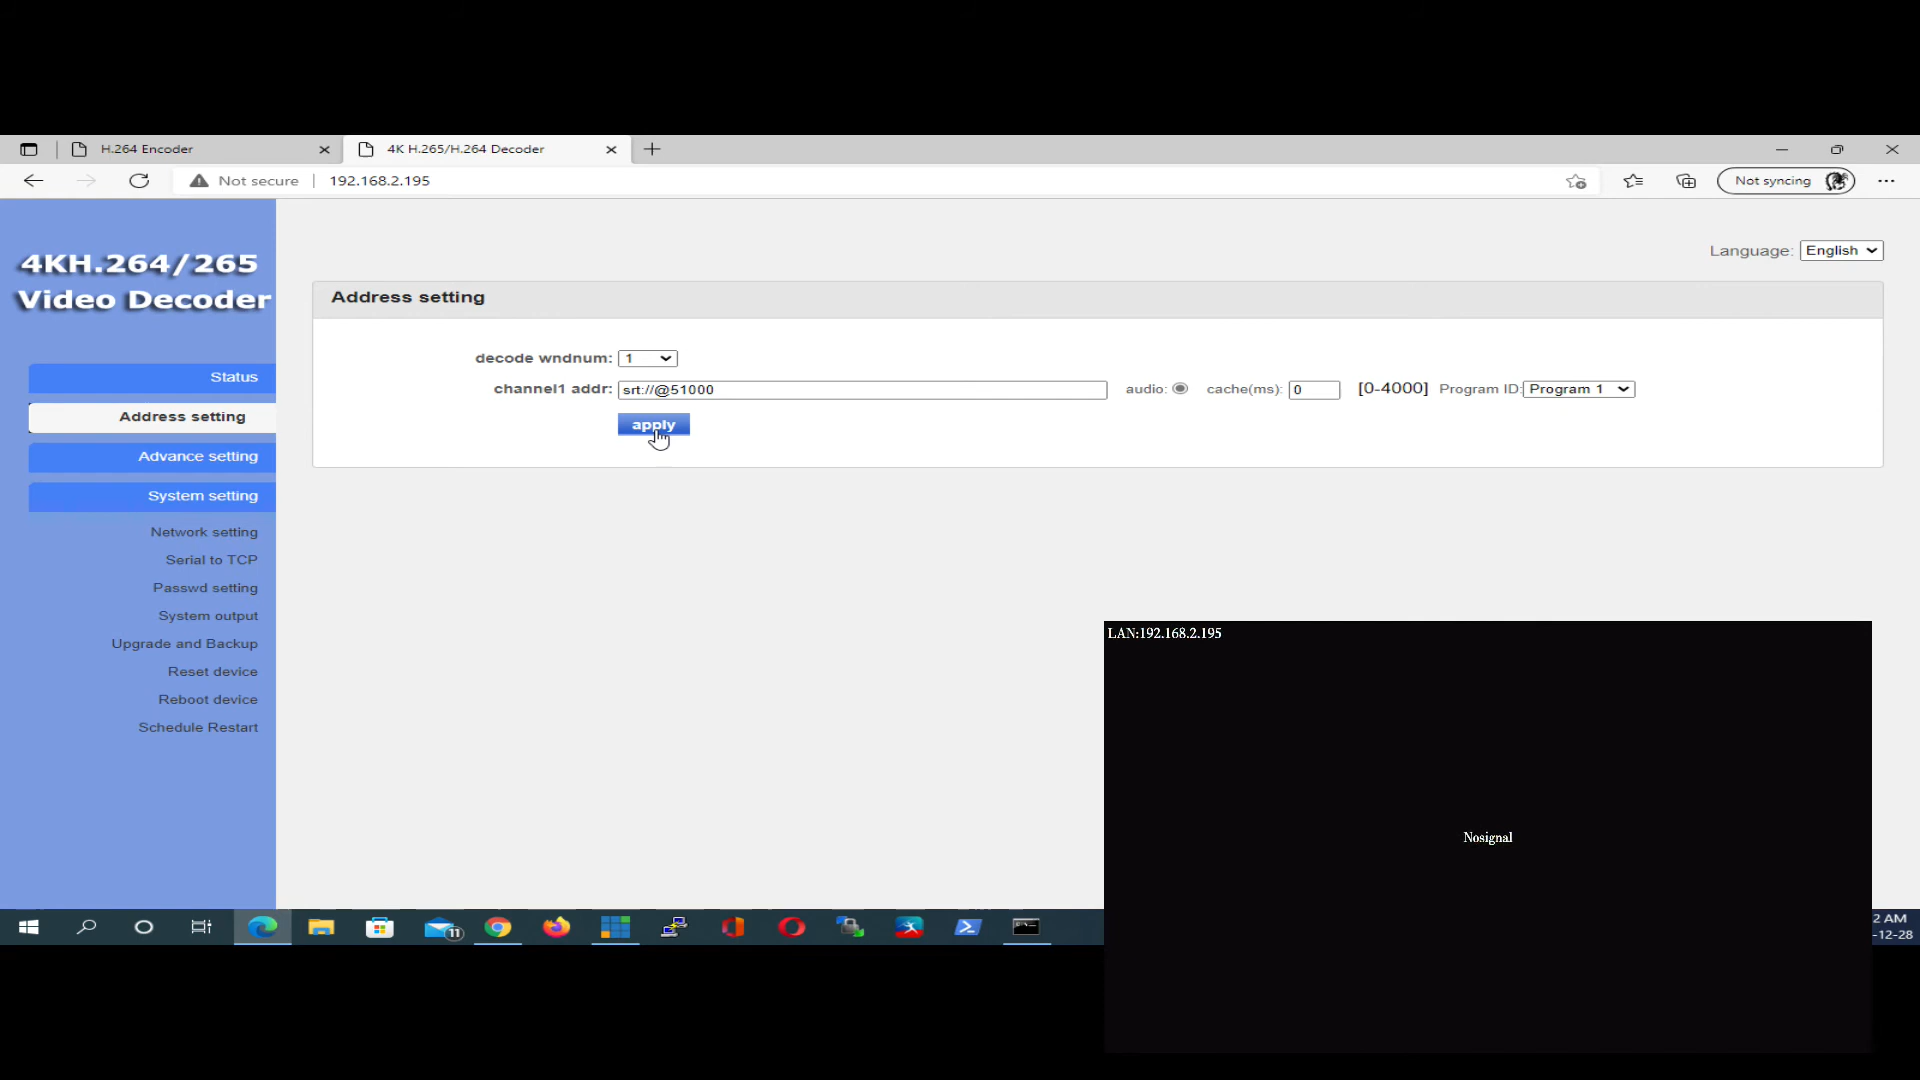 H.264 Encoder
4K H.265/H.264 Decoder
Not secure
192.168.2.195
Not syncing
4KH.264/265
Video Decoder
Language: English
Status
Address setting
Advance setting
System setting
Network setting
Serial to TCP
Passwd setting
System output
Upgrade and Backup
Reset device
Reboot device
Schedule Restart
Address setting
decode wndnum: 1
channel1 addr: srt://@51000 audio: cache(ms): 0 [0-4000] Program ID: Program 1
apply
LAN:192.168.2.195
Nosignal
11
2 AM
-12-28